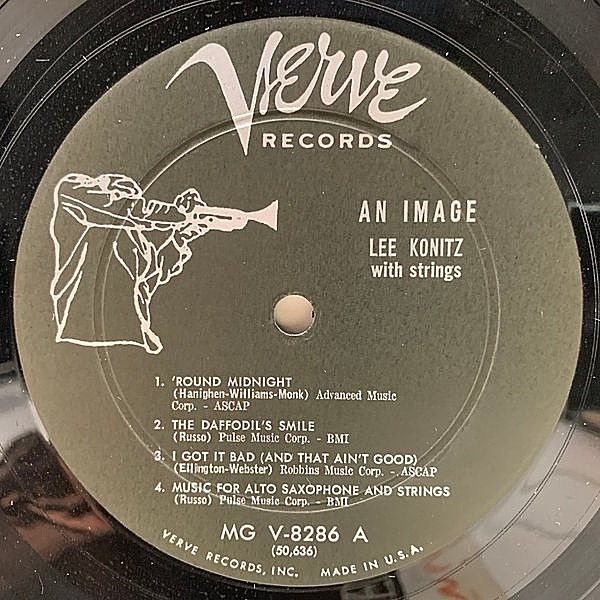 Verve
RECORDS
AN IMAGE
LEE KONITZ
with strings
1. 'ROUND MIDNIGHT
(Hanighen-Williams-Monk) Advanced Music
Corp. - ASCAP
2. THE DAFFODIL'S SMILE
(Russo) Pulse Music Corp. - BMI
3. I GOT IT BAD (AND THAT AIN'T GOOD)
(Ellington-Webster) Robbins Music Corp. - ASCAP
4. MUSIC FOR ALTO SAXOPHONE AND STRINGS
(Russo) Pulse Music Corp. - BMI
MG V-8286 A
(50,636)
VERVE RECORDS, INC. MADE IN U.S.A.